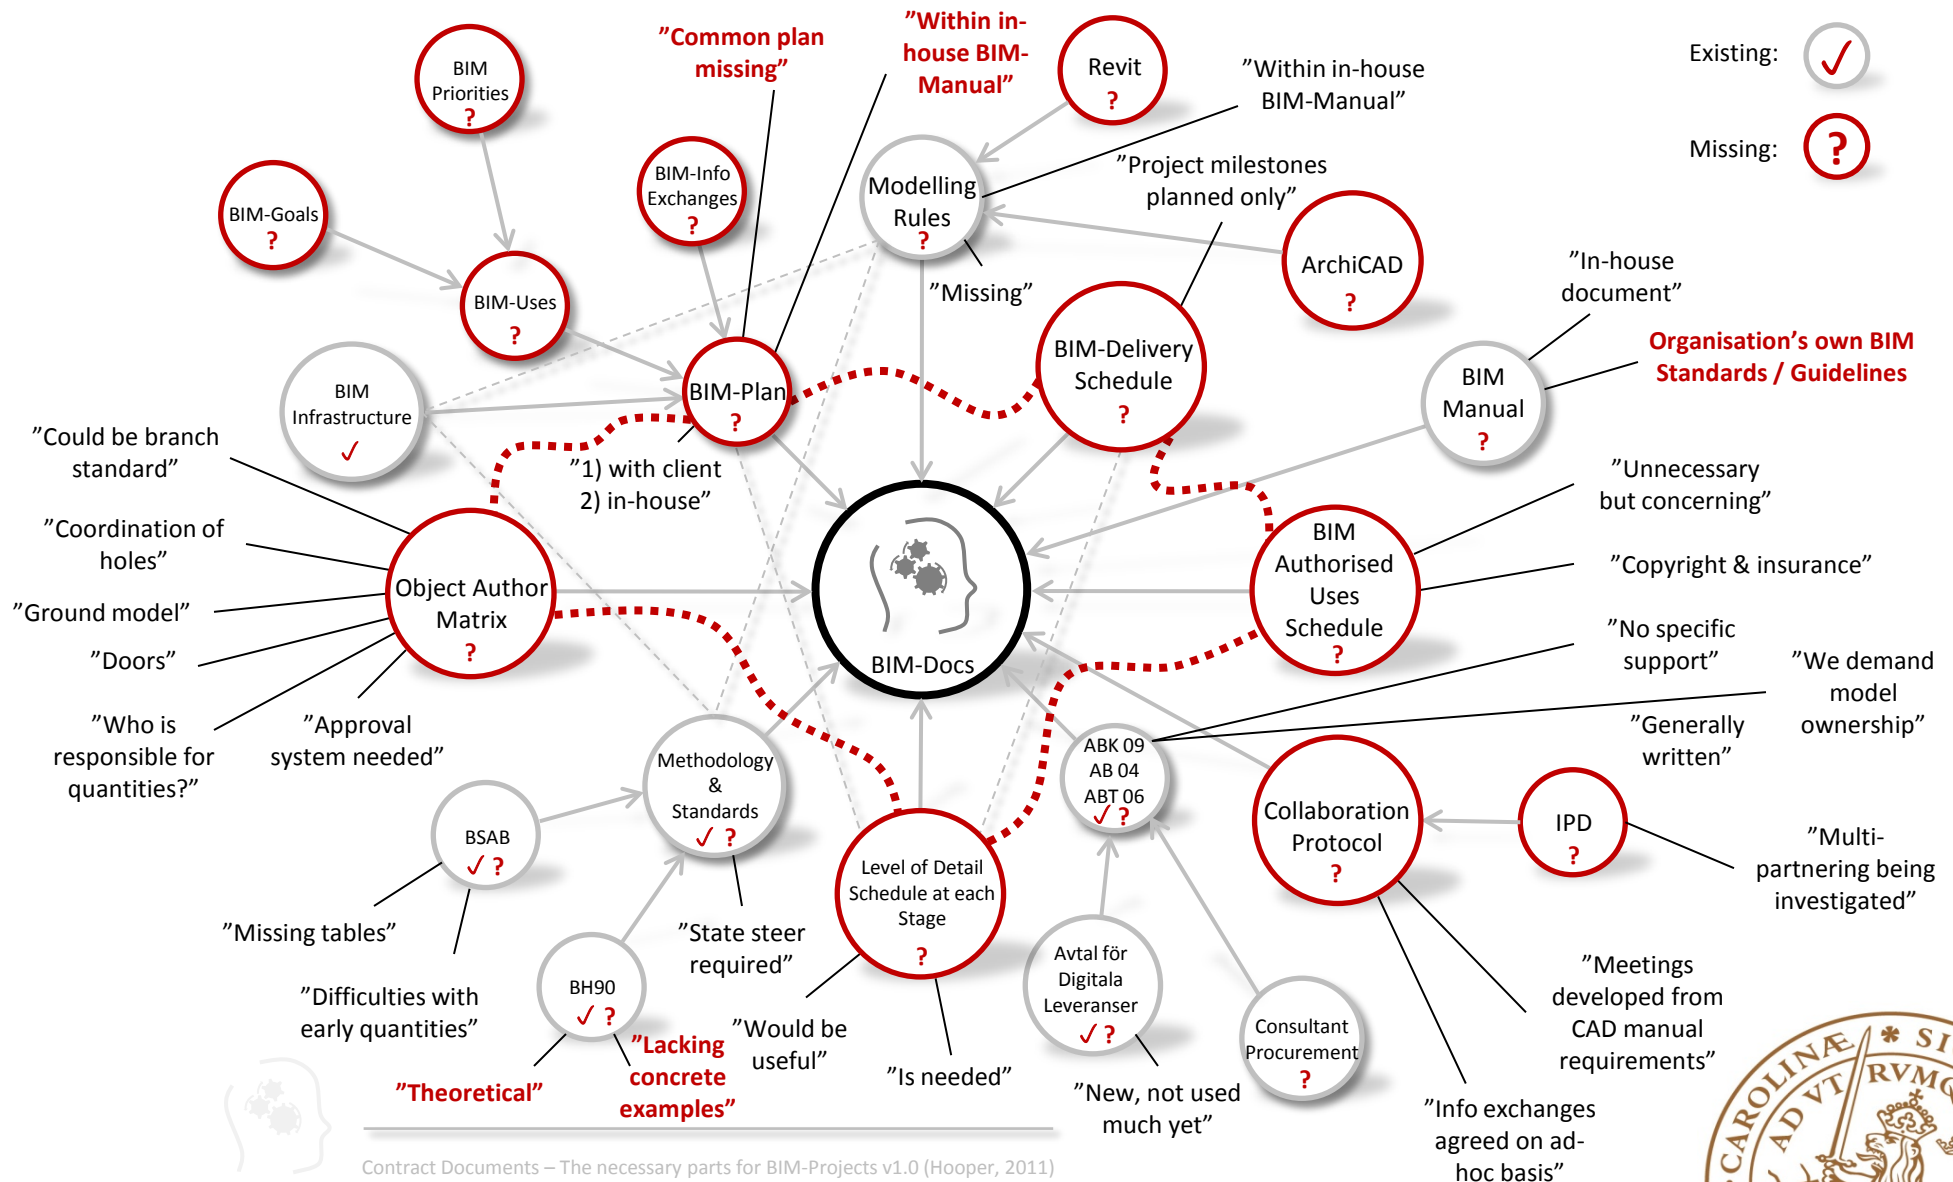 ”Common plan
missing”
”Within in-
house BIM-
Manual”
BIM
Priorities
?
Revit
?
”Within in-house
BIM-Manual”
Existing:
✓
Missing:
?
BIM-Goals
?
BIM-Info
Exchanges
?
Modelling
Rules
?
”Project milestones
planned only”
ArchiCAD
?
”Missing”
BIM-Uses
?
”In-house
document”
Organisation’s own BIM
Standards / Guidelines
BIM
Infrastructure
✓
BIM-Plan
?
BIM-Delivery
Schedule
?
BIM
Manual
?
”Could be branch
standard”
”1) with client
2) in-house”
”Unnecessary
but concerning”
”Coordination of
holes”
”Ground model”
”Doors”
Object Author
Matrix
?
BIM-Docs
BIM
Authorised
Uses
Schedule
?
”Copyright & insurance”
”No specific
support”
”We demand
model
ownership”
”Generally
written”
”Who is
responsible for
quantities?”
”Approval
system needed”
Methodology
&
Standards
✓ ?
ABK 09
AB 04
ABT 06
✓ ?
Collaboration
Protocol
?
IPD
?
”Multi-
partnering being
investigated”
BSAB
✓ ?
Level of Detail
Schedule at each
Stage
?
”Missing tables”
”Difficulties with
early quantities”
BH90
✓ ?
”State steer
required”
Avtal för
Digitala
Leveranser
✓ ?
Consultant
Procurement
?
”Meetings
developed from
CAD manual
requirements”
”Theoretical”
”Lacking
concrete
examples”
”Would be
useful”
”Is needed”
”New, not used
much yet”
”Info exchanges
agreed on ad-
hoc basis”
Contract Documents – The necessary parts for BIM-Projects v1.0 (Hooper, 2011)
CAROLINÆ * SI
AD VTRVMQ